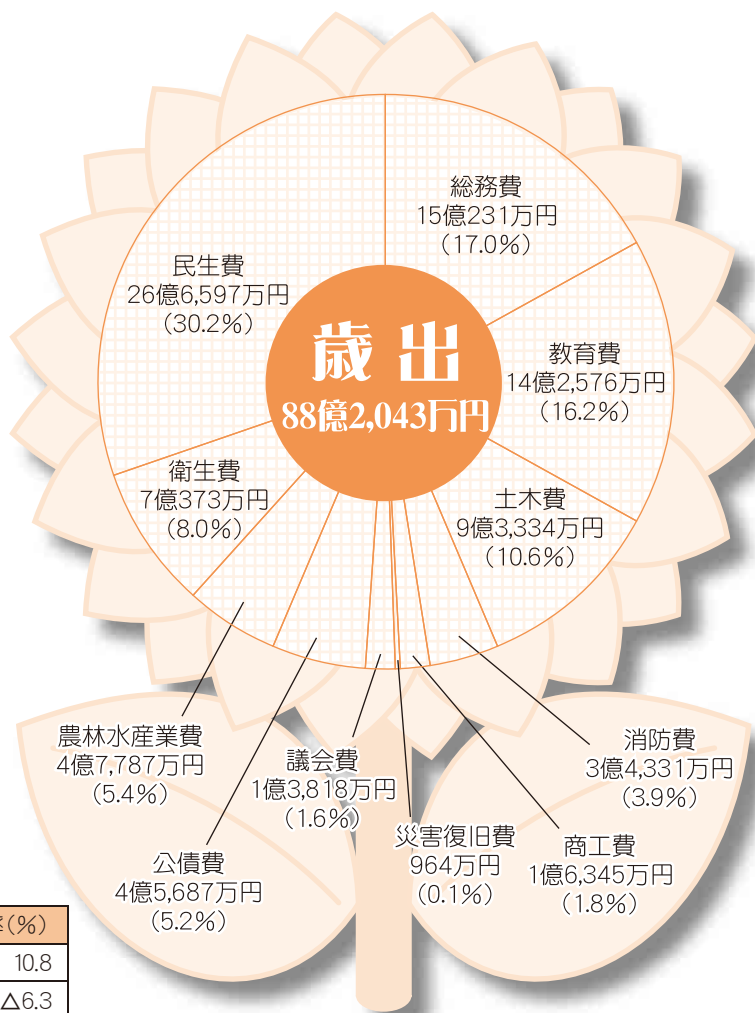 総務費
15億231万円
(17.0%)
民生費
26億6,597万円
(30.2%)
歳出
88億2,043万円
教育費
14億2,576万円
(16.2%)
衛生費
7億373万円
(8.0%)
土木費
9億3,334万円
(10.6%)
農林水産業費
4億7,787万円
(5.4%)
議会費
1億3,818万円
(1.6%)
消防費
3億4,331万円
(3.9%)
公債費
4億5,687万円
(5.2%)
災害復旧費
964万円
(0.1%)
商工費
1億6,345万円
(1.8%)
(%)
10.8
△6.3